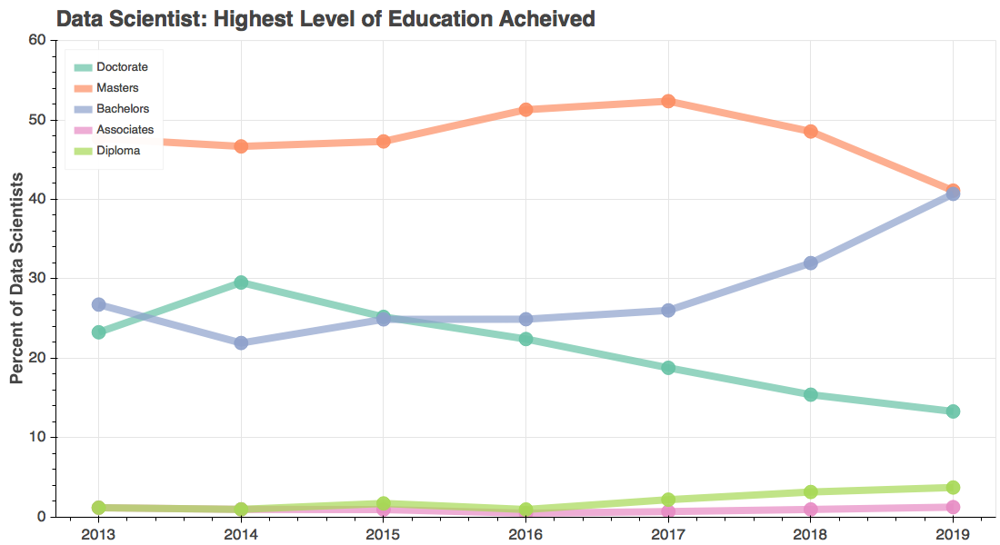 Data Scientist: Highest Level of Education Acheived
60
50
40
30
20
10
0
Percent of Data Scientists
Doctorate
Masters
Bachelors
Associates
Diploma
2013 2014 2015 2016 2017 2018 2019